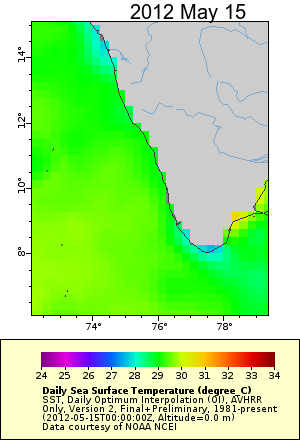 2012 May 15
14°
12°
10°
8°
74° 76° 78°
24 25 26 27 28 29 30 31 32 33 34
Daily Sea Surface Temperature (degree_C)
SST, Daily Optimum Interpolation (OI), AVHRR
Only, Version 2, Final+Preliminary, 1981-present
(2012-05-15T00:00:00Z, Altitude=0.0 m)
Data courtesy of NOAA NCEI